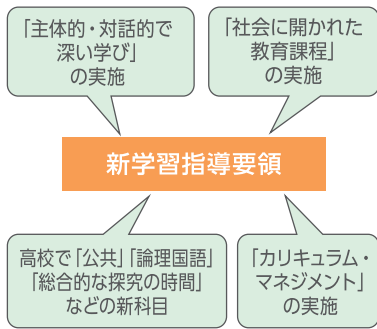 「主体的・対話的で
深い学び」
の実施
「社会に開かれた
教育課程」
の実施
新学習指導要領
高校で「公共」「論理国語」
「総合的な探究の時間」
などの新科目
「カリキュラム・
マネジメント」
の実施